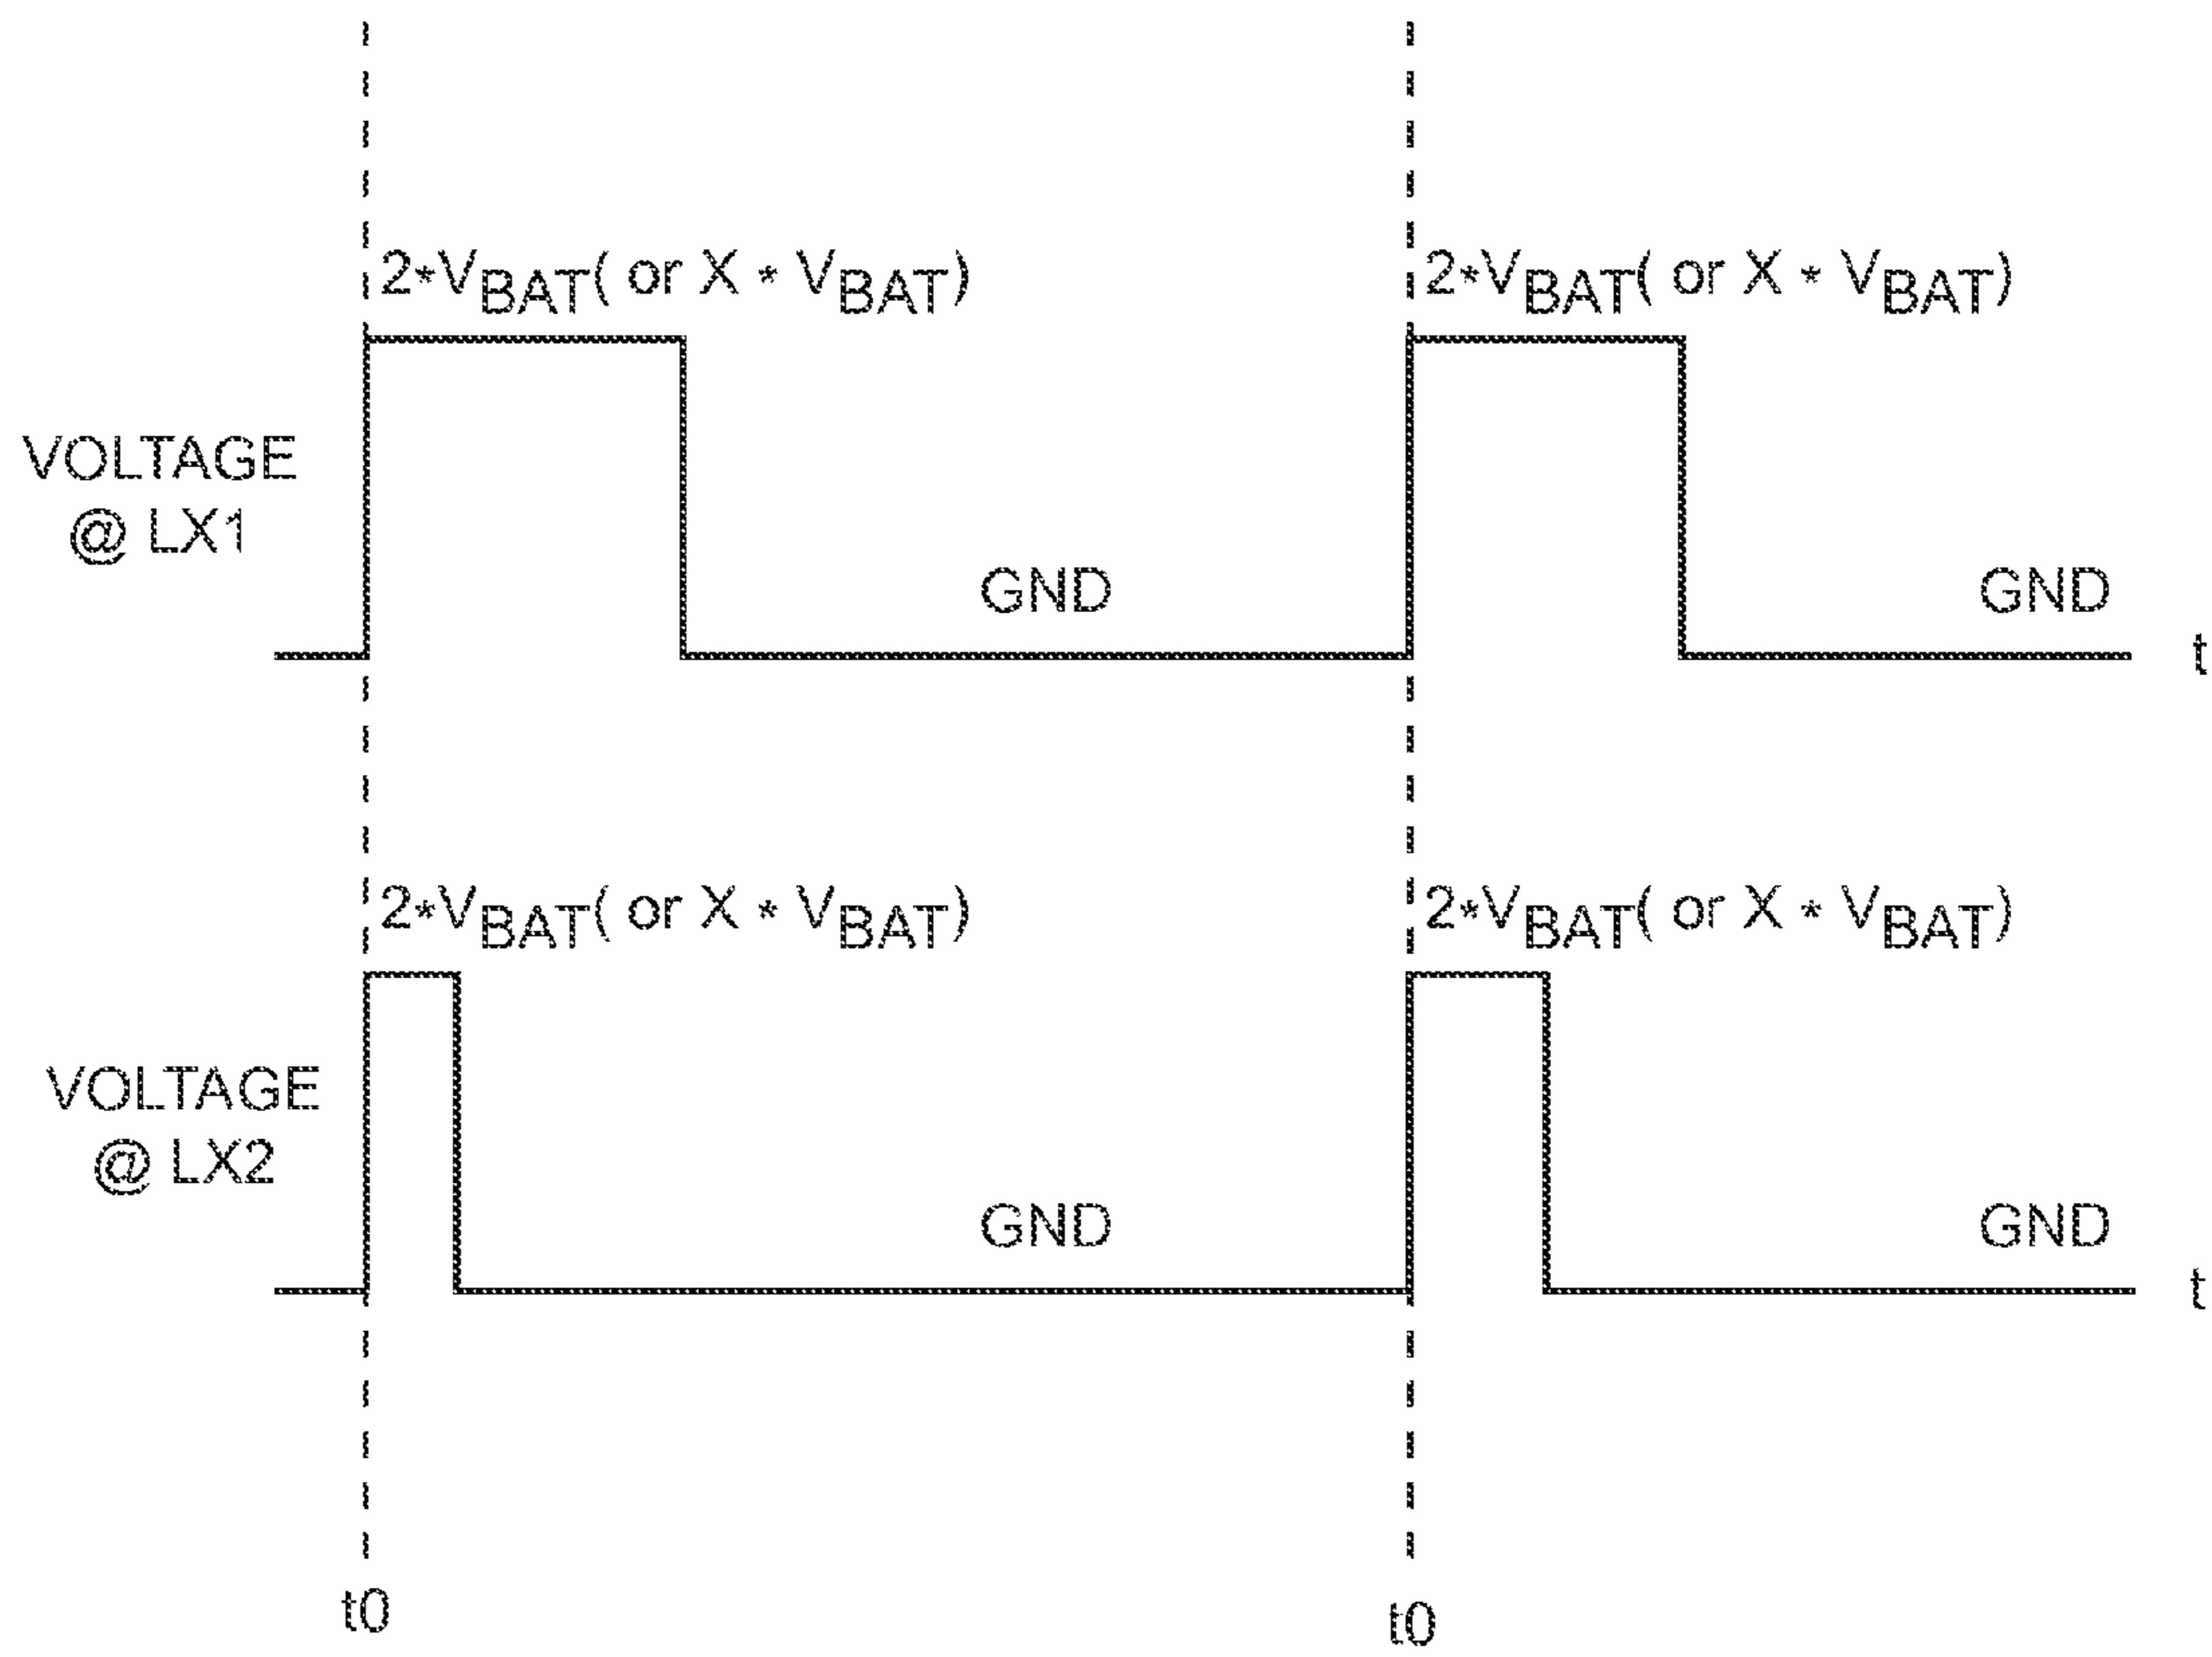 2*VBAT( or X * VBAT)
2*VBAT( or X * VBAT)
VOLTAGE
@ LX1
GND
GND
t
2*VBAT( or X * VBAT)
2*VBAT( or X * VBAT)
VOLTAGE
@ LX2
GND
GND
t
t0
t0